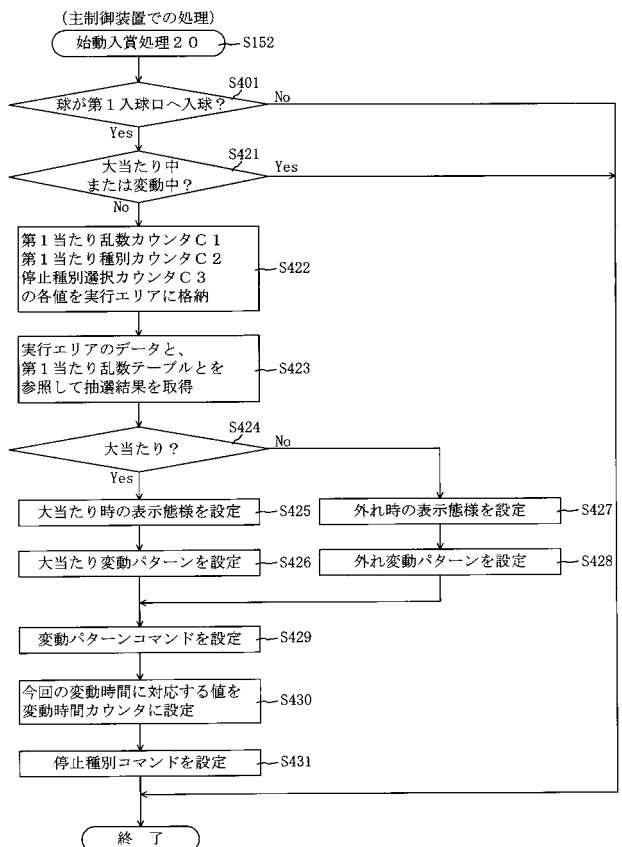 (主制御装置での処理)
始動入賞処理20
S152
S401
球が第1入球口へ入球?
No
Yes
S421
大当たり中
または変動中?
Yes
No
第1当たり乱数カウンタC1
第1当たり種別カウンタC2
停止種別選択カウンタC3
の各値を実行エリアに格納
S422
実行エリアのデータと、
第1当たり乱数テーブルとを
参照して抽選結果を取得
S423
S424
大当たり?
No
Yes
大当たり時の表示態様を設定
S425
外れ時の表示態様を設定
S427
大当たり変動パターンを設定
S426
外れ変動パターンを設定
S428
変動パターンコマンドを設定
S429
今回の変動時間に対応する値を
変動時間カウンタに設定
S430
停止種別コマンドを設定
S431
終 了